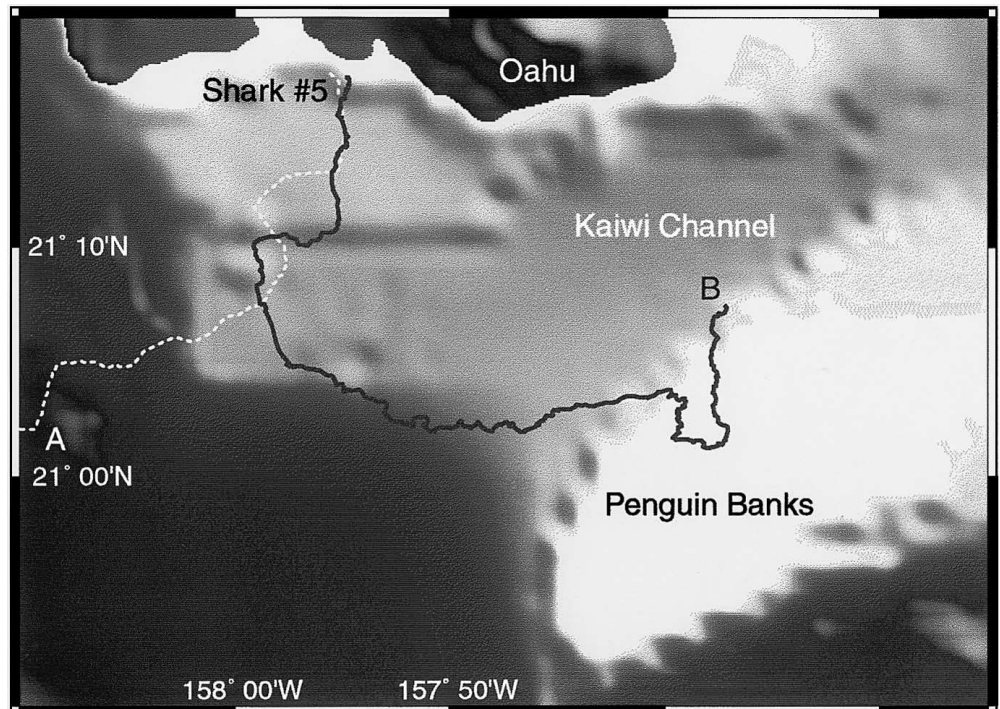 Oahu
Shark #5
Kaiwi Channel
21° 10'N
B
A
21° 00'N
Penguin Banks
158° 00'W
157° 50'W